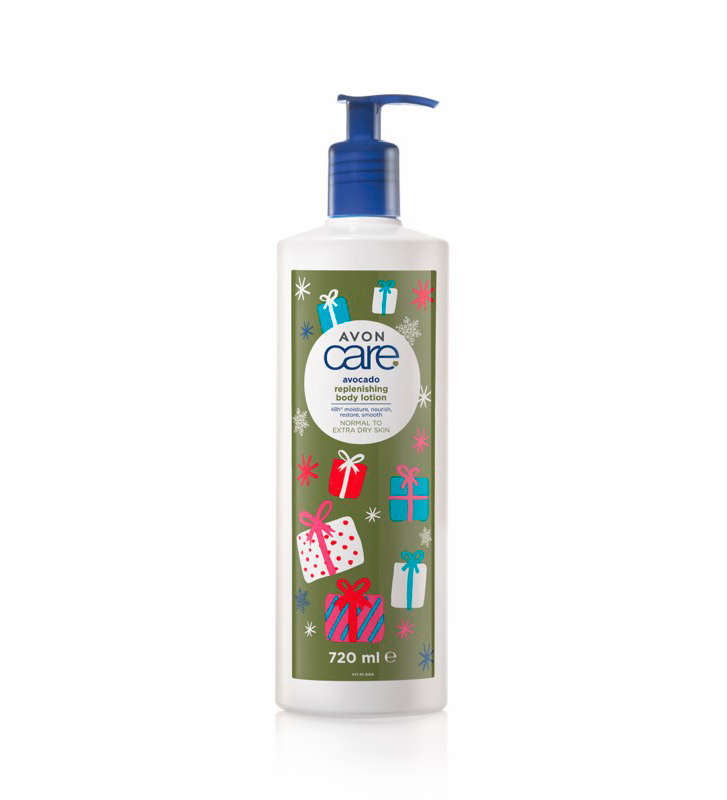 AVON
care
avocado
replenishing
body lotion
48h* moisture, nourish,
restore, smooth
NORMAL TO
EXTRA DRY SKIN
720 ml ℮